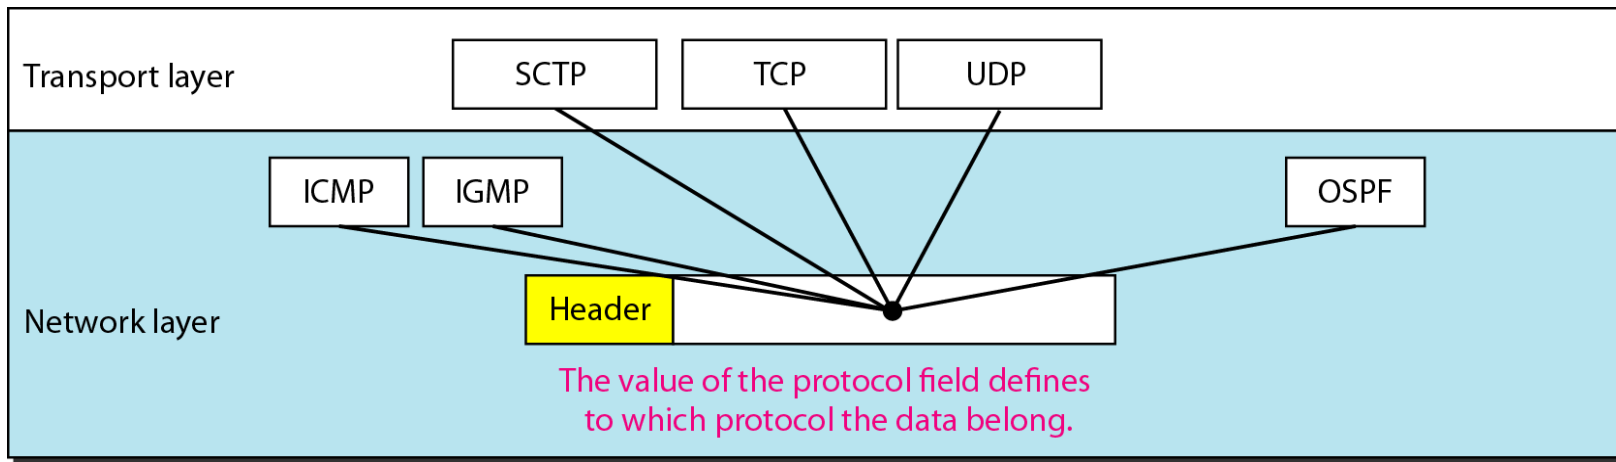 Transport layer
SCTP
TCP
UDP
ICMP
IGMP
OSPF
Network layer
Header
The value of the protocol field defines
to which protocol the data belong.